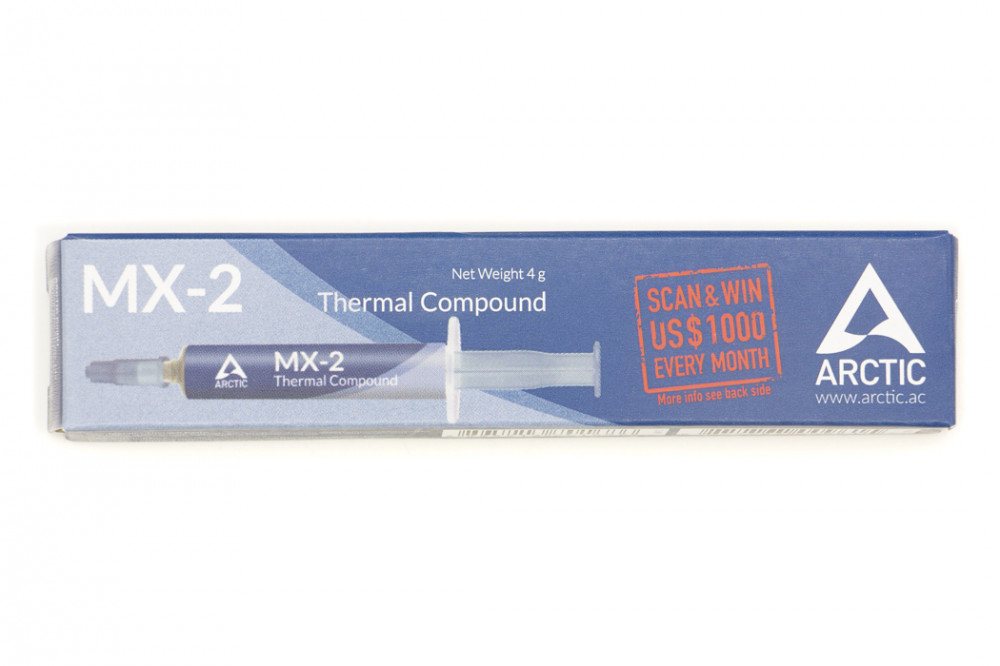 MX-2
Net Weight 4 g
Thermal Compound
SCAN & WIN
US$1000
EVERY MONTH
More info see back side
ARCTIC
www.arctic.ac
ARCTIC
MX-2
Thermal Compound